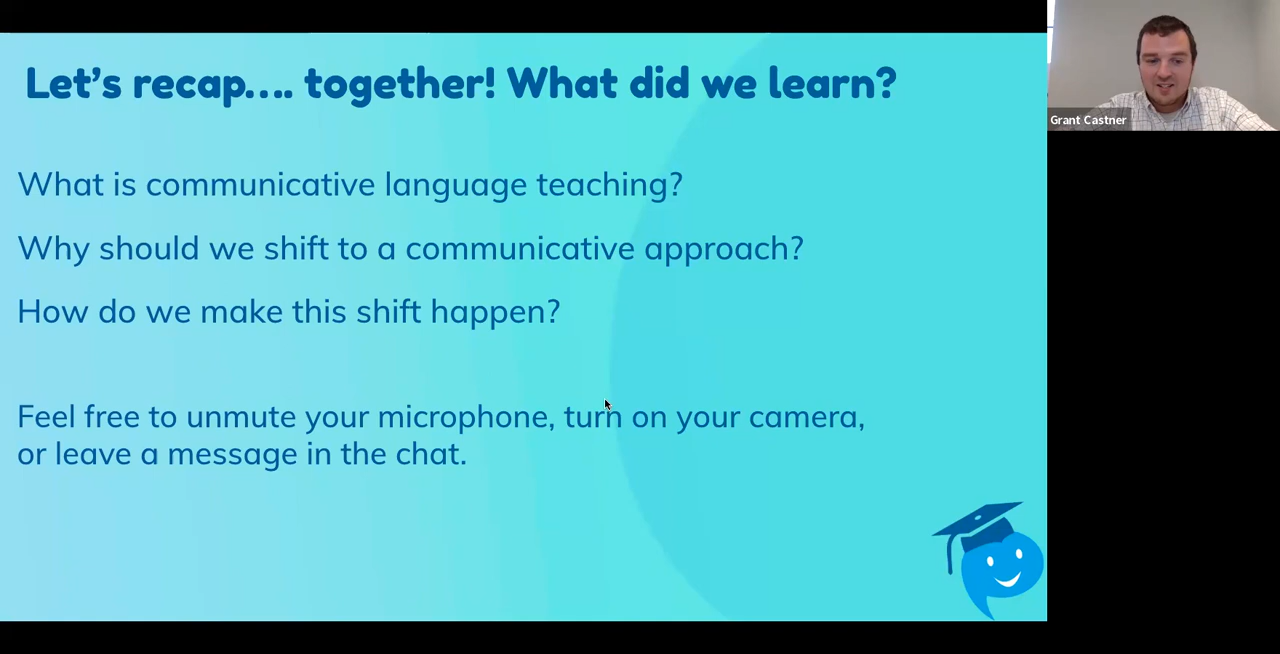 Let's recap.... together! What did we learn?
Grant Castner
What is communicative language teaching?
Why should we shift to a communicative approach?
How do we make this shift happen?
Feel free to unmute your microphone, turn on your camera,
or leave a message in the chat.